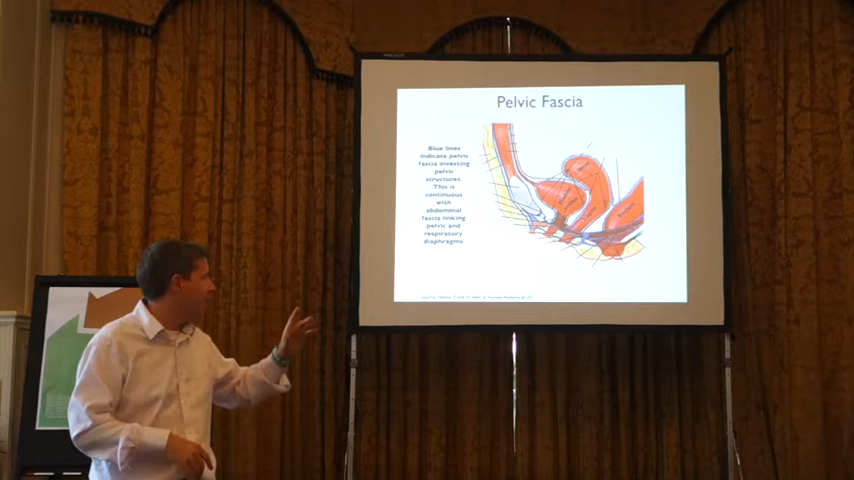 Pelvic Fascia
Blue lines
indicate pelvic
fascia investing
pelvic
structures.
This is
continuous
with
abdominal
fascia linking
pelvic and
respiratory
diaphragms